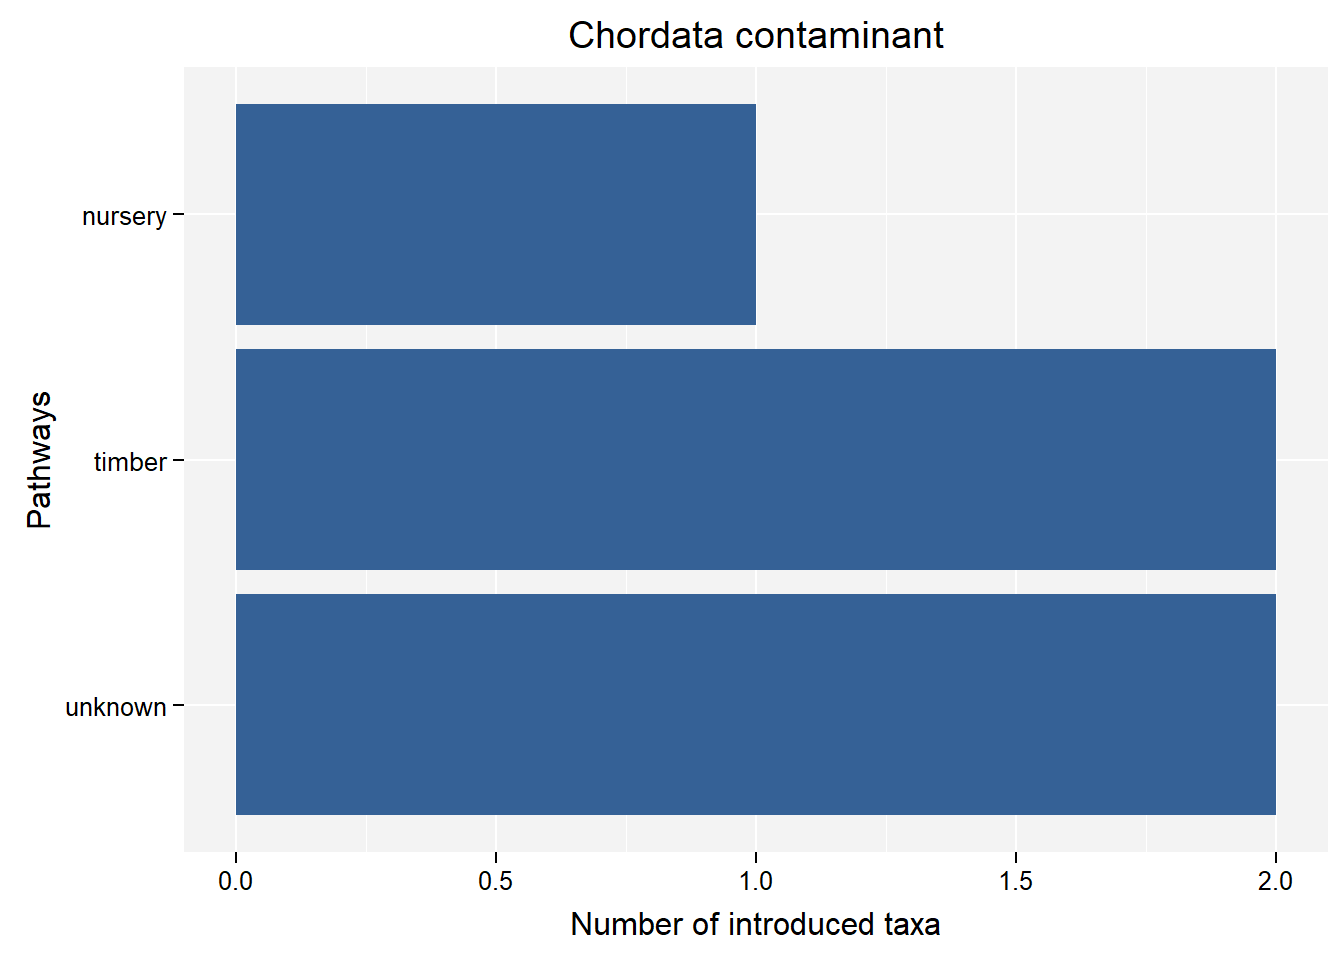 Chordata contaminant
Pathways
nursery
timber
unknown
0.0 0.5 1.0 1.5 2.0
Number of introduced taxa